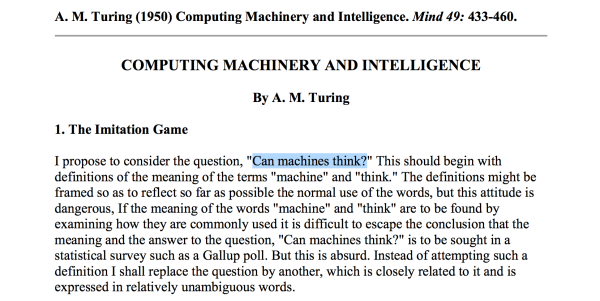 A. M. Turing (1950) Computing Machinery and Intelligence. Mind 49: 433-460.
COMPUTING MACHINERY AND INTELLIGENCE
By A. M. Turing
1. The Imitation Game
I propose to consider the question, "Can machines think?" This should begin with
definitions of the meaning of the terms "machine" and "think." The definitions might be
framed so as to reflect so far as possible the normal use of the words, but this attitude is
dangerous, If the meaning of the words "machine" and "think" are to be found by
examining how they are commonly used it is difficult to escape the conclusion that the
meaning and the answer to the question, "Can machines think?" is to be sought in a
statistical survey such as a Gallup poll. But this is absurd. Instead of attempting such a
definition I shall replace the question by another, which is closely related to it and is
expressed in relatively unambiguous words.